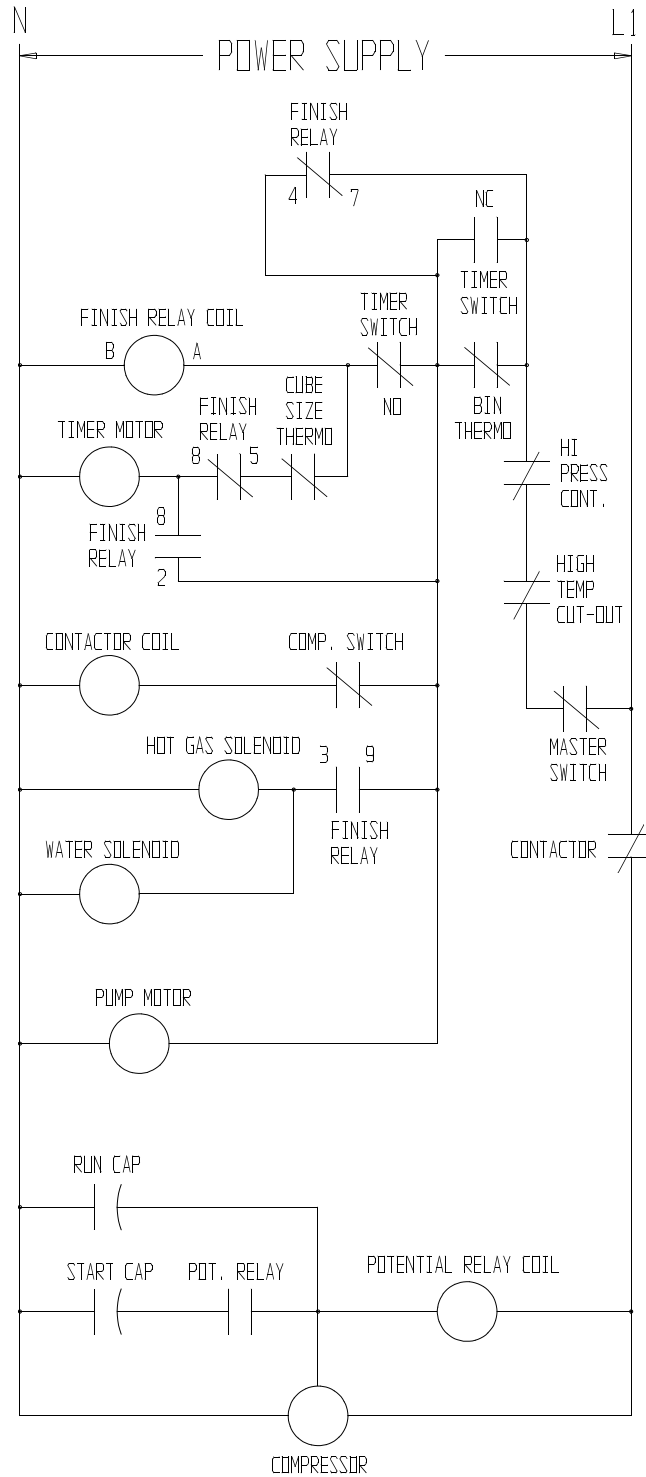 N
L1
POWER SUPPLY
FINISH
RELAY
4
7
NC
TIMER
SWITCH
TIMER
SWITCH
FINISH RELAY COIL
B
A
NO
BIN
THERMO
CUBE
SIZE
THERMO
FINISH
RELAY
8
5
TIMER MOTOR
HI
PRESS
CONT.
8
FINISH
RELAY
2
HIGH
TEMP
CUT-OUT
CONTACTOR COIL
COMP. SWITCH
MASTER
SWITCH
HOT GAS SOLENOID
3
9
FINISH
RELAY
WATER SOLENOID
CONTACTOR
PUMP MOTOR
RUN CAP
START CAP
POT. RELAY
POTENTIAL RELAY COIL
COMPRESSOR